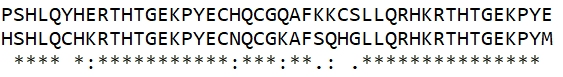 PSHLQYHERTHTGEKPYECHQCGQAFKKCSLLQRHKRTHTGEKPYE
HSHLQCHKRTHTGEKPYECNQCGKAFSQHGLLQRHKRTHTGEKPYM
 **** *:***********:***:**.: .***************